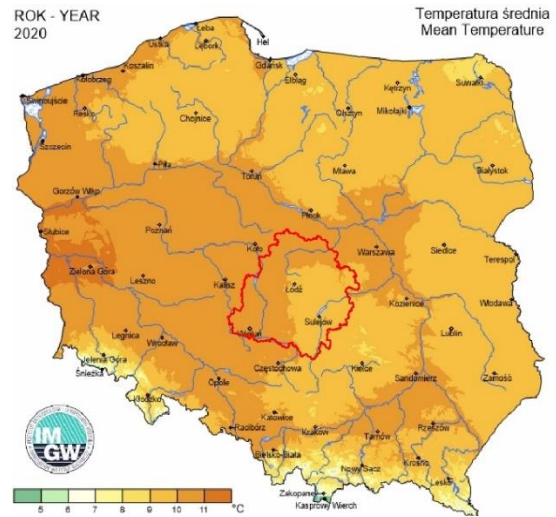 ROK - YEAR
2020
Temperatura średnia
Mean Temperature
Łeba
Hel
Ustka
Lębork
Gdańsk
Koszalin
Kołobrzeg
Elbląg
Kętrzyn
Suwałki
Świnoujście
Resko
Chojnice
Olsztyn
Mikołajki
Szczecin
Piła
Toruń
Mława
Białystok
Gorzów Wlkp
Płock
Słubice
Poznań
Koło
Warszawa
Siedlce
Terespol
Zielona Góra
Leszno
Kalisz
Łódź
Kozienice
Włodawa
Sulejów
Legnica
Wrocław
Wieluń
Lublin
Jelenia Góra
Śnieżka
Częstochowa
Kielce
Kłodzko
Opole
Sandomierz
Zamość
Katowice
Racibórz
Kraków
Tarnów
Rzeszów
Bielsko-Biała
Nowy Sącz
Krosno
Lesko
Zakopane
Kasprowy Wierch
IM
GW
5 6 7 8 9 10 11 °C